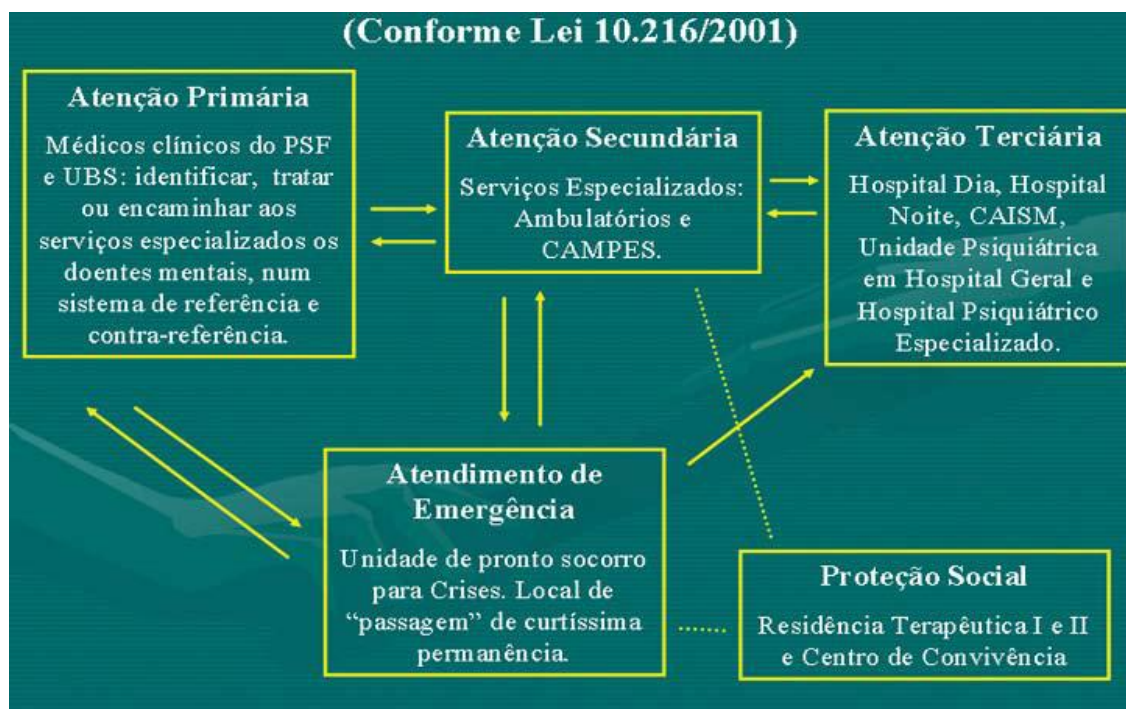 (Conforme Lei 10.216/2001)
Atenção Primária
Médicos clínicos do PSF
e UBS: identificar, tratar
ou encaminhar aos
serviços especializados os
doentes mentais, num
sistema de referência e
contra-referência.
Atenção Secundária
Serviços Especializados:
Ambulatórios e
CAMPES.
Atenção Terciária
Hospital Dia, Hospital
Noite, CAISM,
Unidade Psiquiátrica
em Hospital Geral e
Hospital Psiquiátrico
Especializado.
Atendimento de
Emergência
Unidade de pronto socorro
para Crises. Local de
“passagem” de curtíssima
permanência.
Proteção Social
Residência Terapêutica I e II
e Centro de Convivência